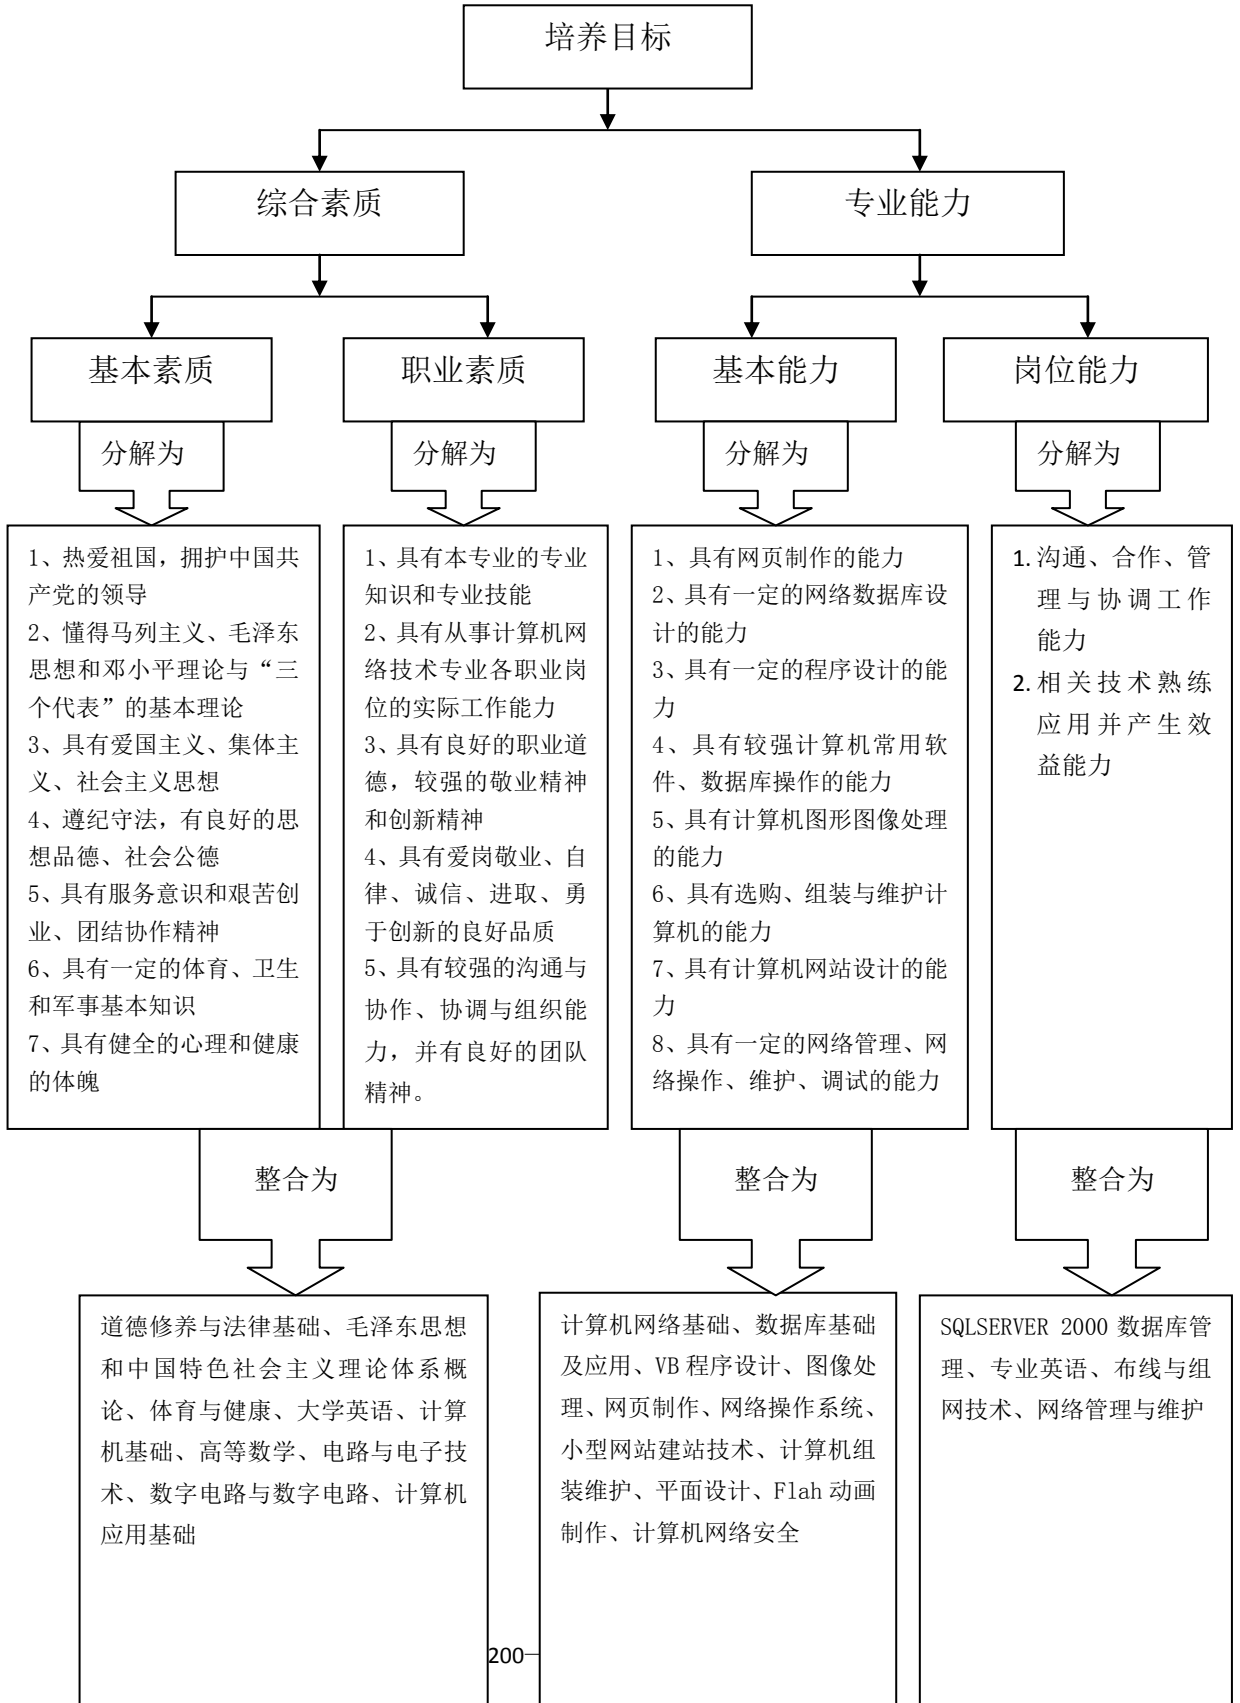 培养目标
综合素质
专业能力
基本素质
职业素质
基本能力
岗位能力
分解为
分解为
分解为
分解为
1、热爱祖国，拥护中国共
产党的领导
2、懂得马列主义、毛泽东
思想和邓小平理论与“三
个代表”的基本理论
3、具有爱国主义、集体主
义、社会主义思想
4、遵纪守法，有良好的思
想品德、社会公德
5、具有服务意识和艰苦创
业、团结协作精神
6、具有一定的体育、卫生
和军事基本知识
7、具有健全的心理和健康
的体魄
1、具有本专业的专业
知识和专业技能
2、具有从事计算机网
络技术专业各职业岗
位的实际工作能力
3、具有良好的职业道
德，较强的敬业精神
和创新精神
4、具有爱岗敬业、自
律、诚信、进取、勇
于创新的良好品质
5、具有较强的沟通与
协作、协调与组织能
力，并有良好的团队
精神。
1、具有网页制作的能力
2、具有一定的网络数据库设
计的能力
3、具有一定的程序设计的能
力
4、具有较强计算机常用软
件、数据库操作的能力
5、具有计算机图形图像处理
的能力
6、具有选购、组装与维护计
算机的能力
7、具有计算机网站设计的能
力
8、具有一定的网络管理、网
络操作、维护、调试的能力
1. 沟通、合作、管
理与协调工作
能力
2. 相关技术熟练
应用并产生效
益能力
整合为
整合为
整合为
道德修养与法律基础、毛泽东思想
和中国特色社会主义理论体系概
论、体育与健康、大学英语、计算
机基础、高等数学、电路与电子技
术、数字电路与数字电路、计算机
应用基础
计算机网络基础、数据库基础
及应用、VB 程序设计、图像处
理、网页制作、网络操作系统、
小型网站建站技术、计算机组
装维护、平面设计、Flah 动画
制作、计算机网络安全
SQLSERVER 2000 数据库管
理、专业英语、布线与组
网技术、网络管理与维护
200